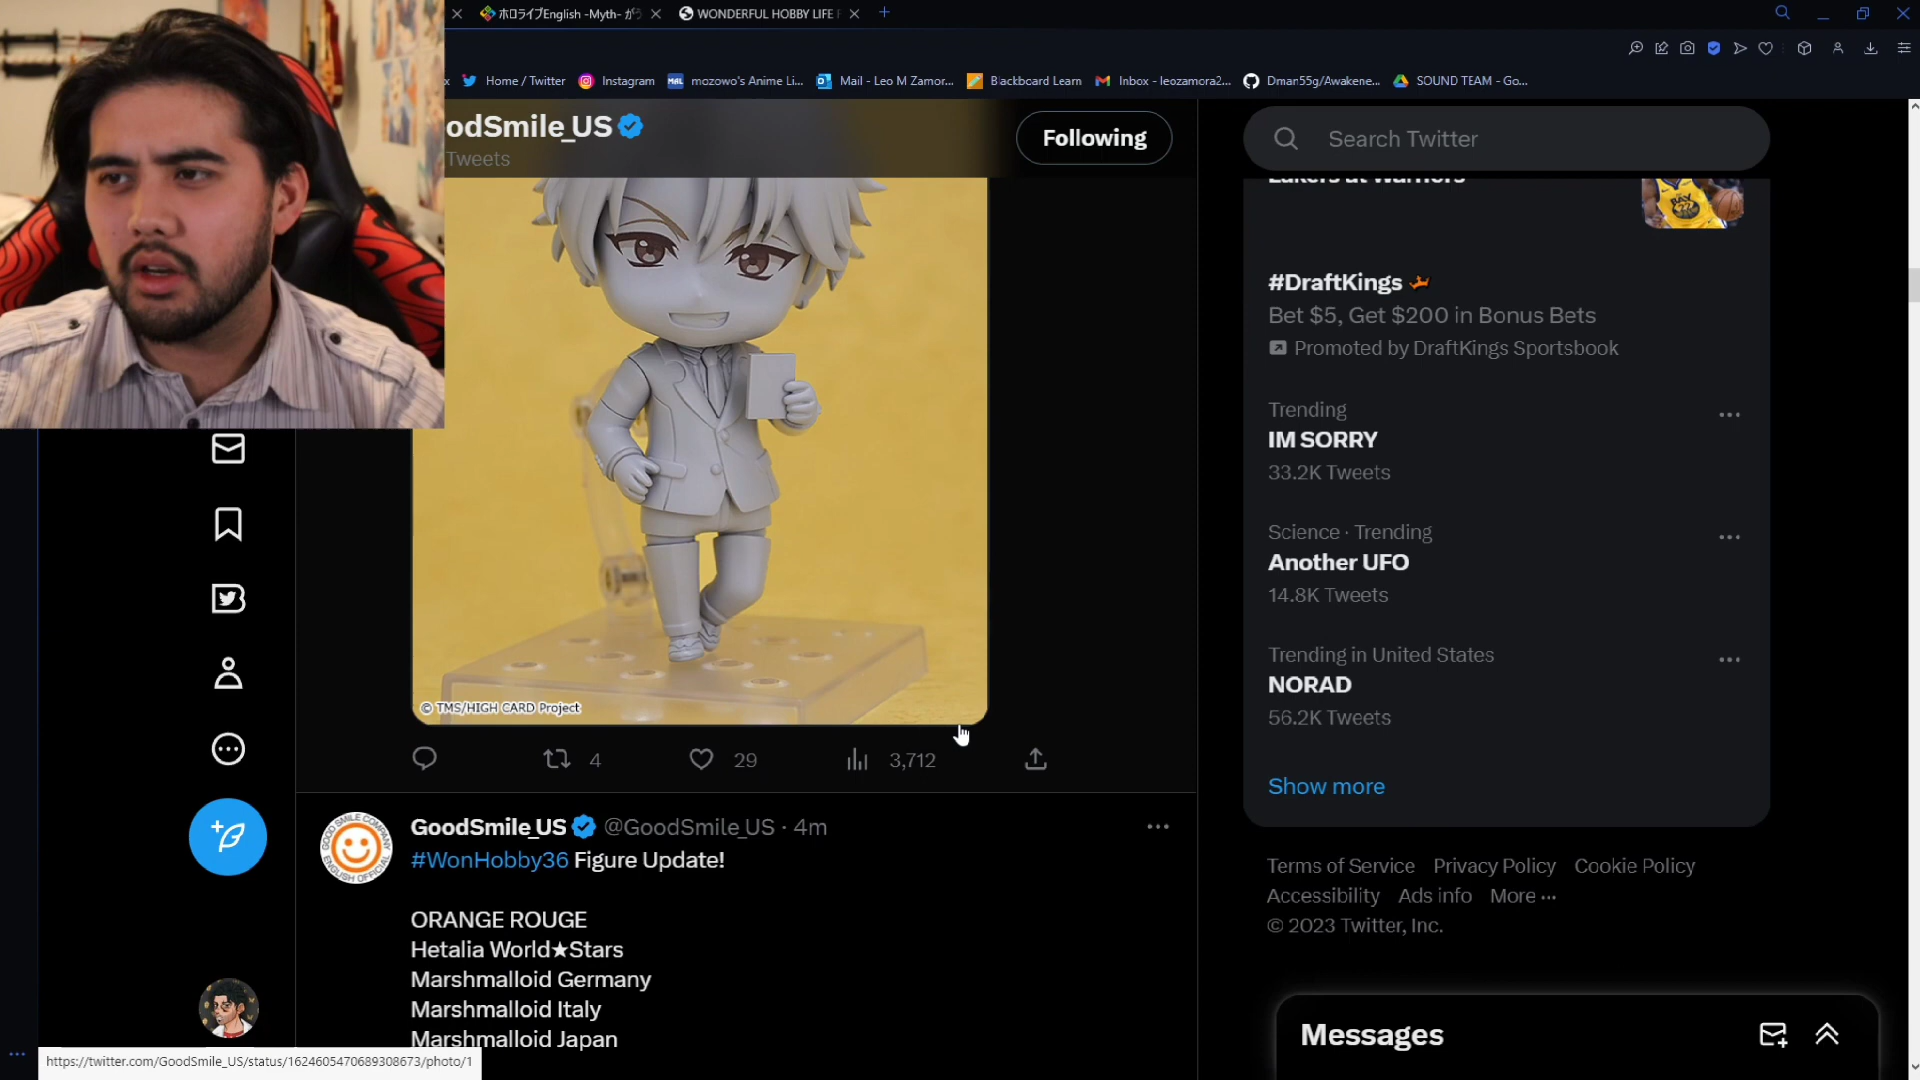 ホロライブEnglish -Myth- が
WONDERFUL HOBBY LIFE F
Home / Twitter
Instagram
MAL
mozowo's Anime Li...
Mail - Leo M Zamor...
Blackboard Learn
Inbox - leozamora2...
Dman55g/Awakene...
SOUND TEAM - Go...
odSmile_US
Tweets
Following
Search Twitter
Lakers at Warriors
#DraftKings
Bet $5, Get $200 in Bonus Bets
Promoted by DraftKings Sportsbook
Trending
IM SORRY
33.2K Tweets
Science · Trending
Another UFO
14.8K Tweets
Trending in United States
NORAD
56.2K Tweets
Show more
© TMS/HIGH CARD Project
4
29
3,712
GoodSmile_US @GoodSmile_US · 4m
#WonHobby36 Figure Update!
ORANGE ROUGE
Hetalia World★Stars
Marshmalloid Germany
Marshmalloid Italy
Marshmalloid Japan
Terms of Service Privacy Policy Cookie Policy
Accessibility Ads info More ···
© 2023 Twitter, Inc.
Messages
https://twitter.com/GoodSmile_US/status/1624605470689308673/photo/1